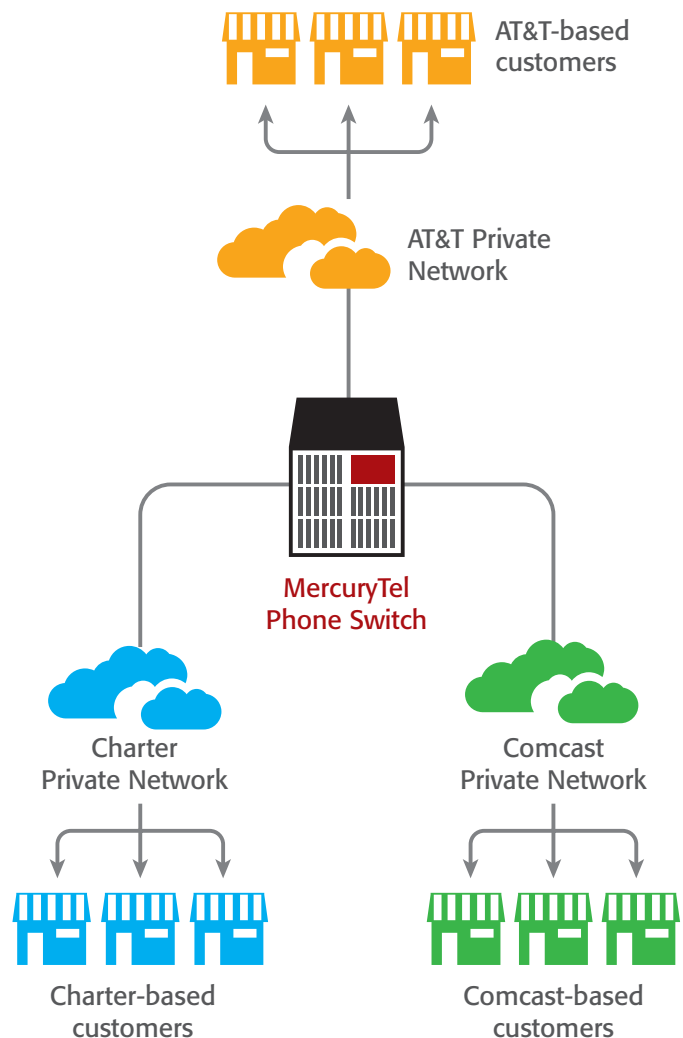 AT&T-based
customers
AT&T Private
Network
MercuryTel
Phone Switch
Charter
Private Network
Comcast
Private Network
Charter-based
customers
Comcast-based
customers